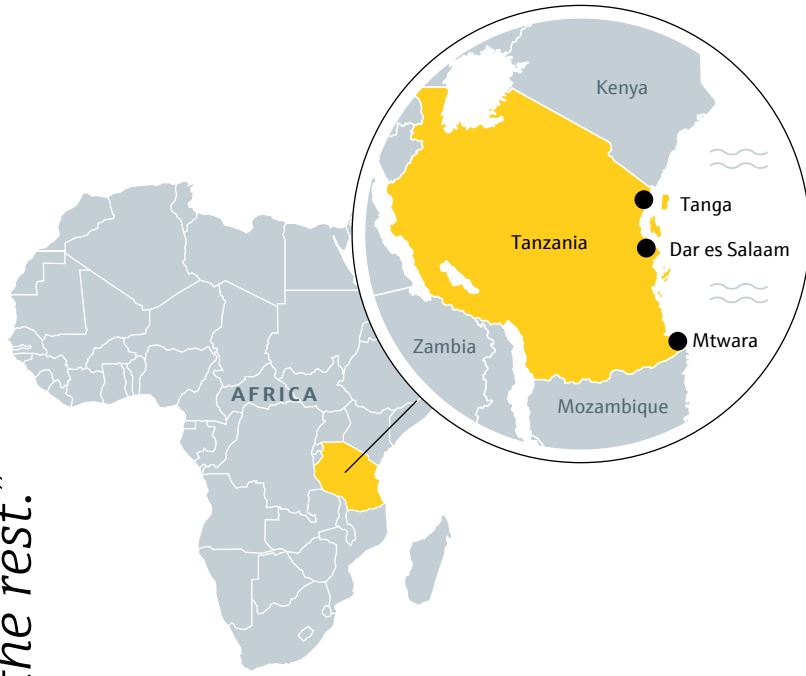 Kenya
Tanga
Tanzania
Dar es Salaam
Zambia
Mtwara
AFRICA
Mozambique
the rest.”